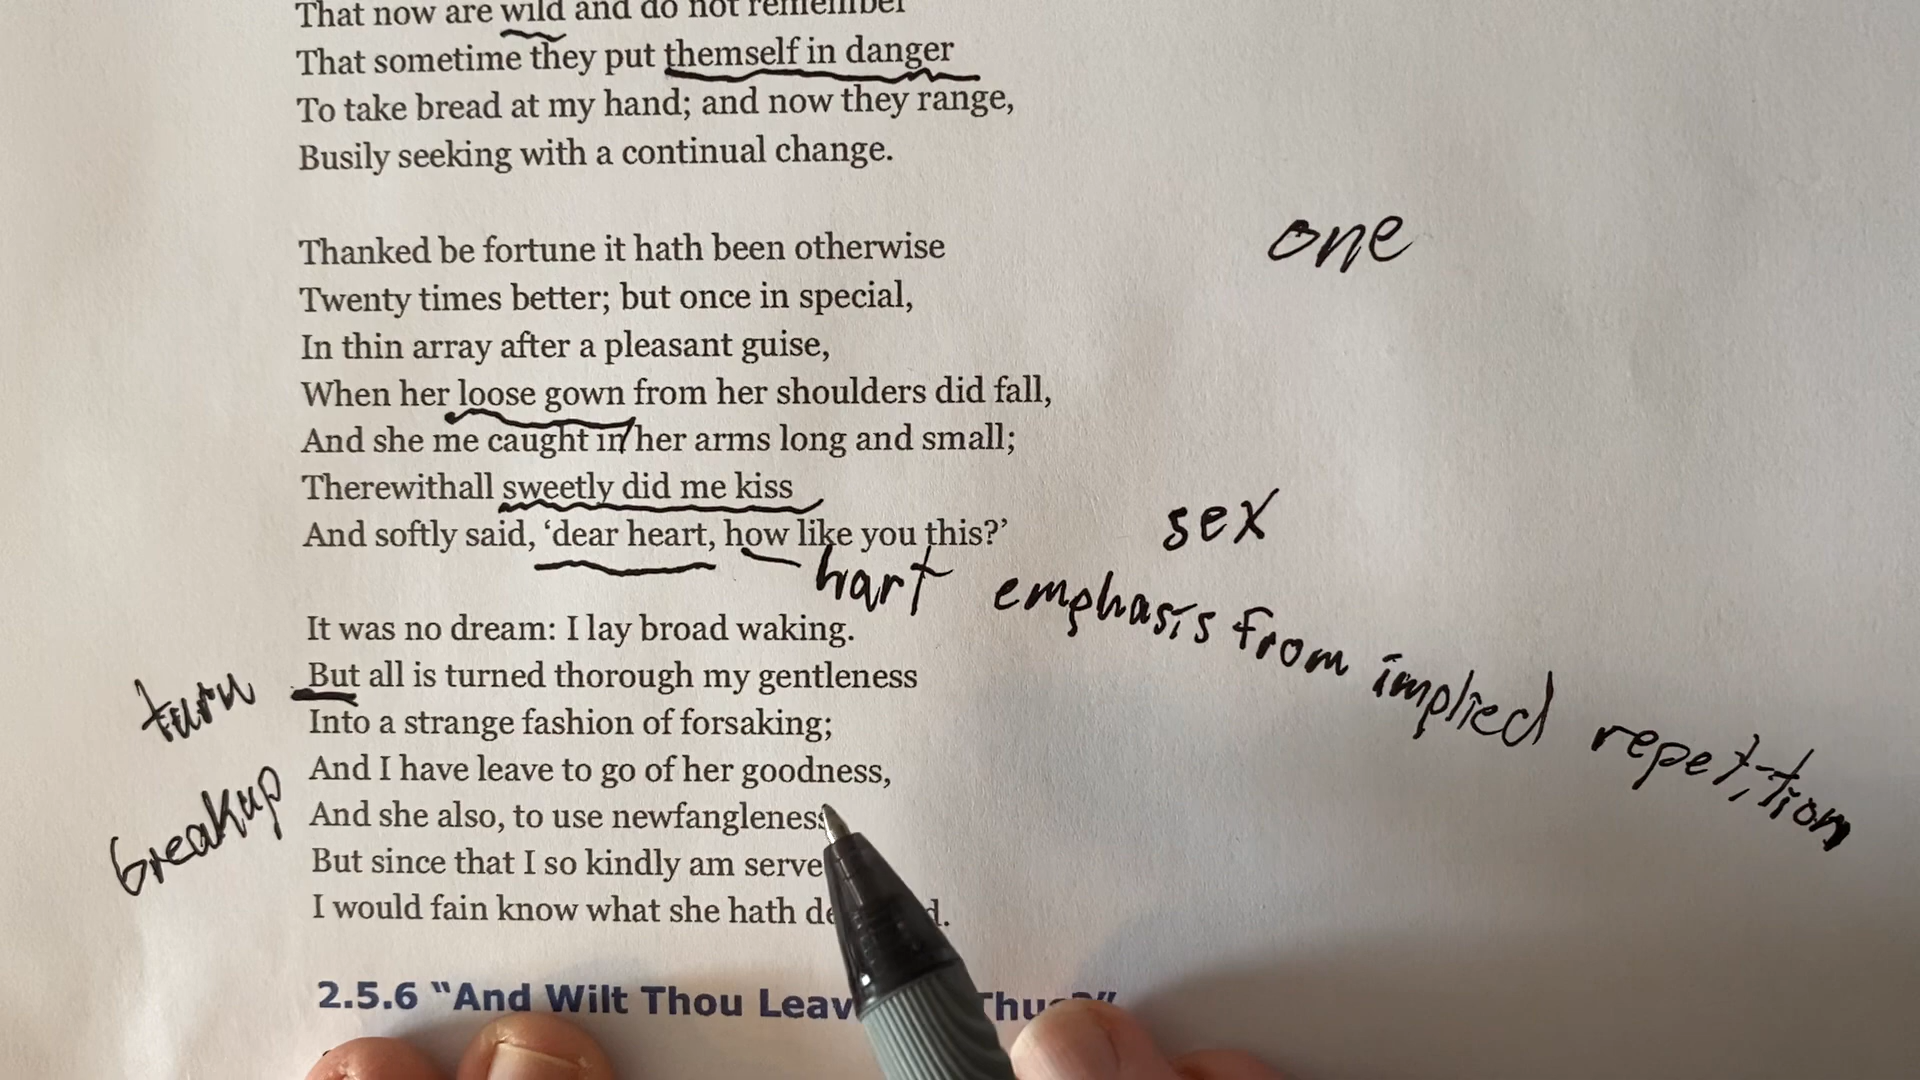 That now are wild and do not remember
That sometime they put themself in danger
To take bread at my hand; and now they range,
Busily seeking with a continual change.
Thanked be fortune it hath been otherwise
one
Twenty times better; but once in special,
In thin array after a pleasant guise,
When her loose gown from her shoulders did fall,
And she me caught in her arms long and small;
Therewithall sweetly did me kiss
And softly said, ‘dear heart, how like you this?’
sex
hart emphasis from implied repetition
It was no dream: I lay broad waking.
turn
But all is turned thorough my gentleness
Into a strange fashion of forsaking;
breakup
And I have leave to go of her goodness,
And she also, to use newfangleness
But since that I so kindly am serve
I would fain know what she hath de d.
2.5.6 “And Wilt Thou Leav Thus?”